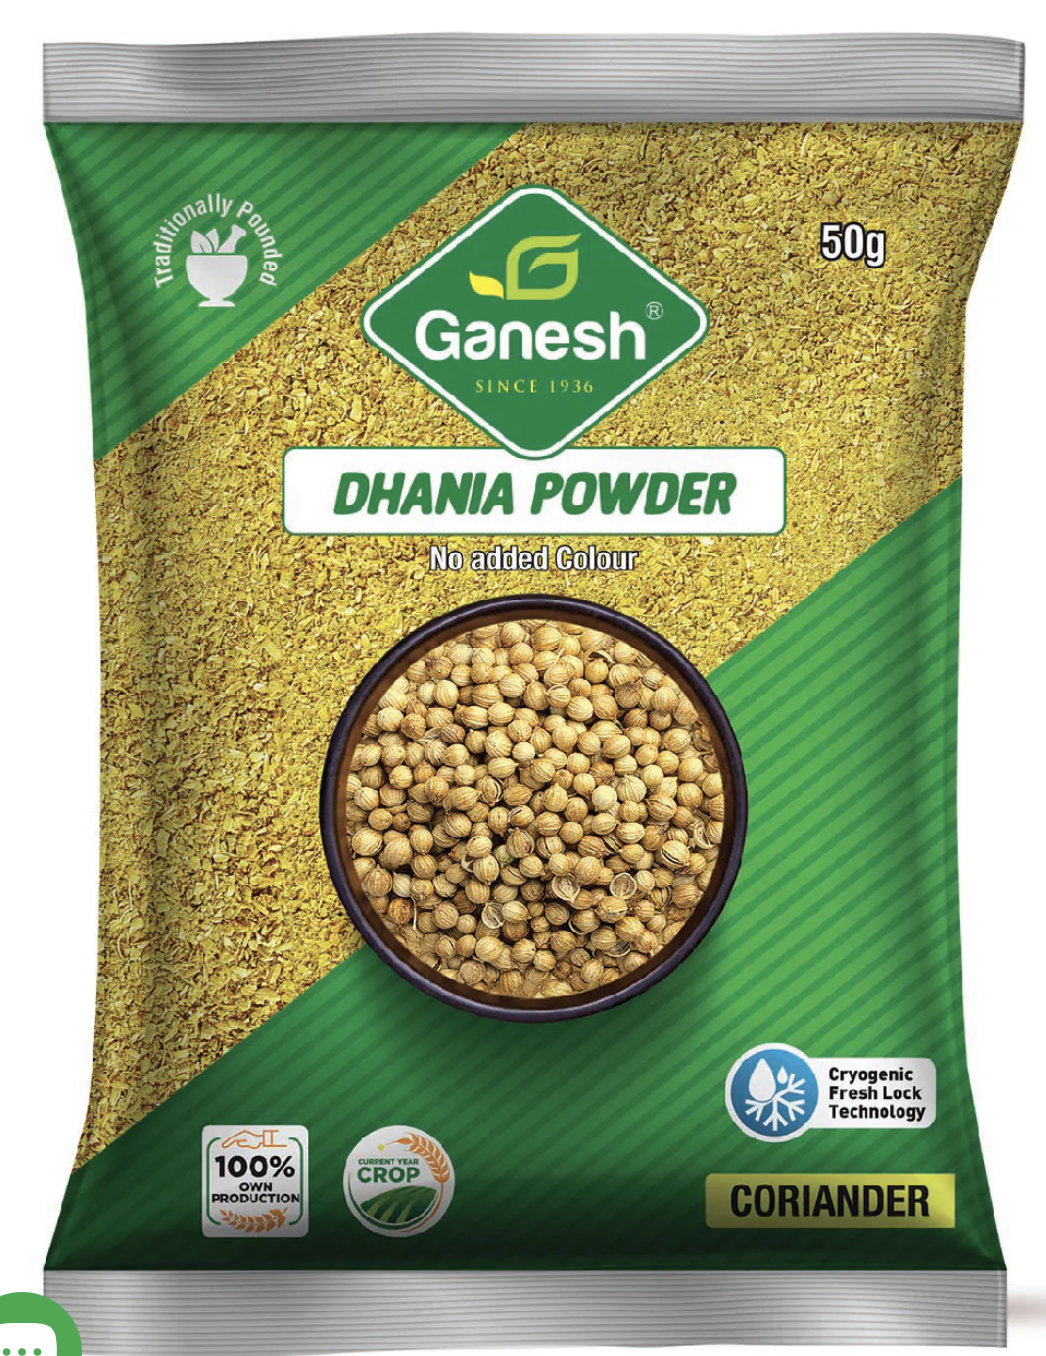 Traditionally Pounded
50g
Ganesh®
SINCE 1936
DHANIA POWDER
No added Colour
Cryogenic
Fresh Lock
Technology
100%
OWN
PRODUCTION
CURRENT YEAR
CROP
CORIANDER